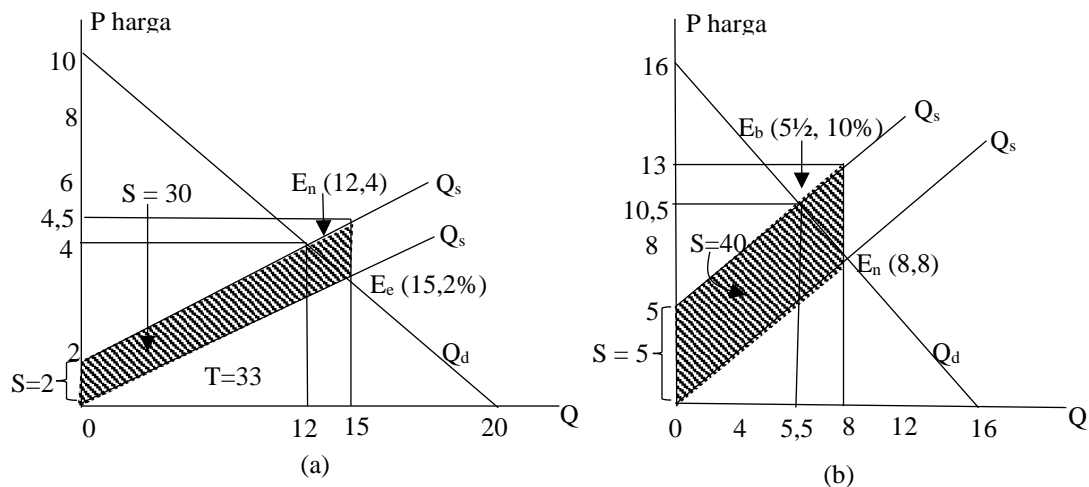 P harga
10
8
6
4,5
4
2
S = 30
E_n (12,4)
Q_s
Q_s
E_e (15,2%)
S=2
T=33
Q_d
0 12 15 20 Q
(a)
P harga
16
13
10,5
8
5
E_b (5½, 10%)
Q_s
Q_s
S=40
E_n (8,8)
S = 5
Q_d
0 4 5,5 8 12 16 Q
(b)